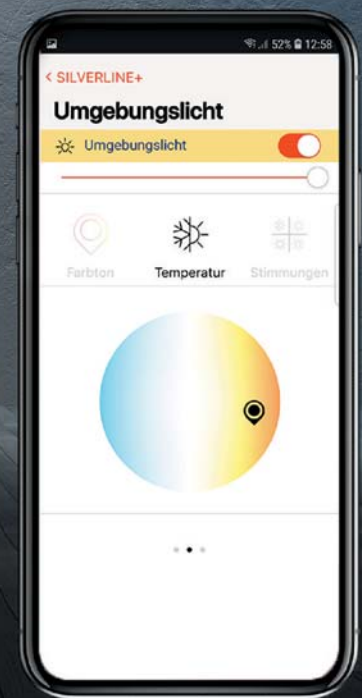 52% 12:58
< SILVERLINE+
Umgebungslicht
Umgebungslicht
Farbton Temperatur Stimmungen